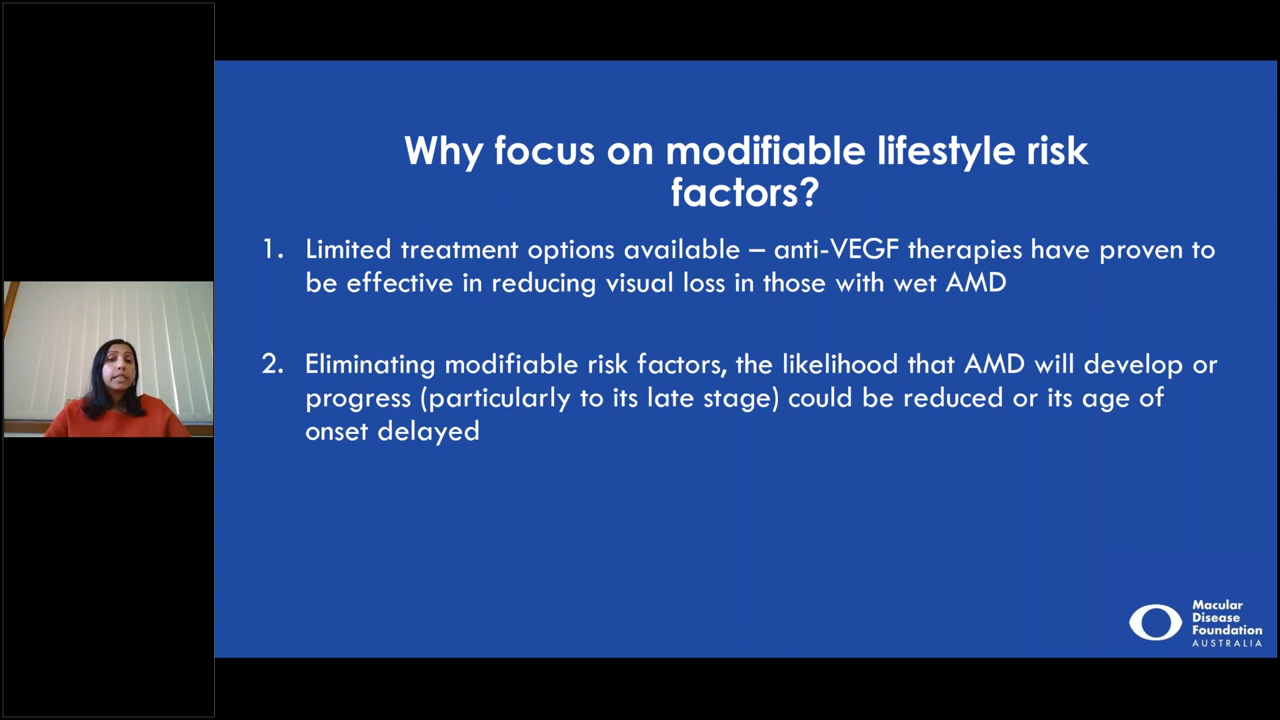 Why focus on modifiable lifestyle risk
factors?
1. Limited treatment options available – anti-VEGF therapies have proven to
be effective in reducing visual loss in those with wet AMD
2. Eliminating modifiable risk factors, the likelihood that AMD will develop or
progress (particularly to its late stage) could be reduced or its age of
onset delayed
Macular
Disease
Foundation
AUSTRALIA